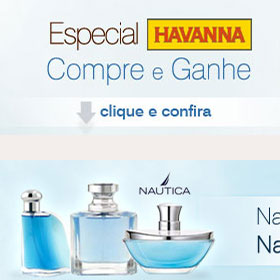 Especial HAVANNA
Compre e Ganhe
clique e confira
NAUTICA
Na
Na